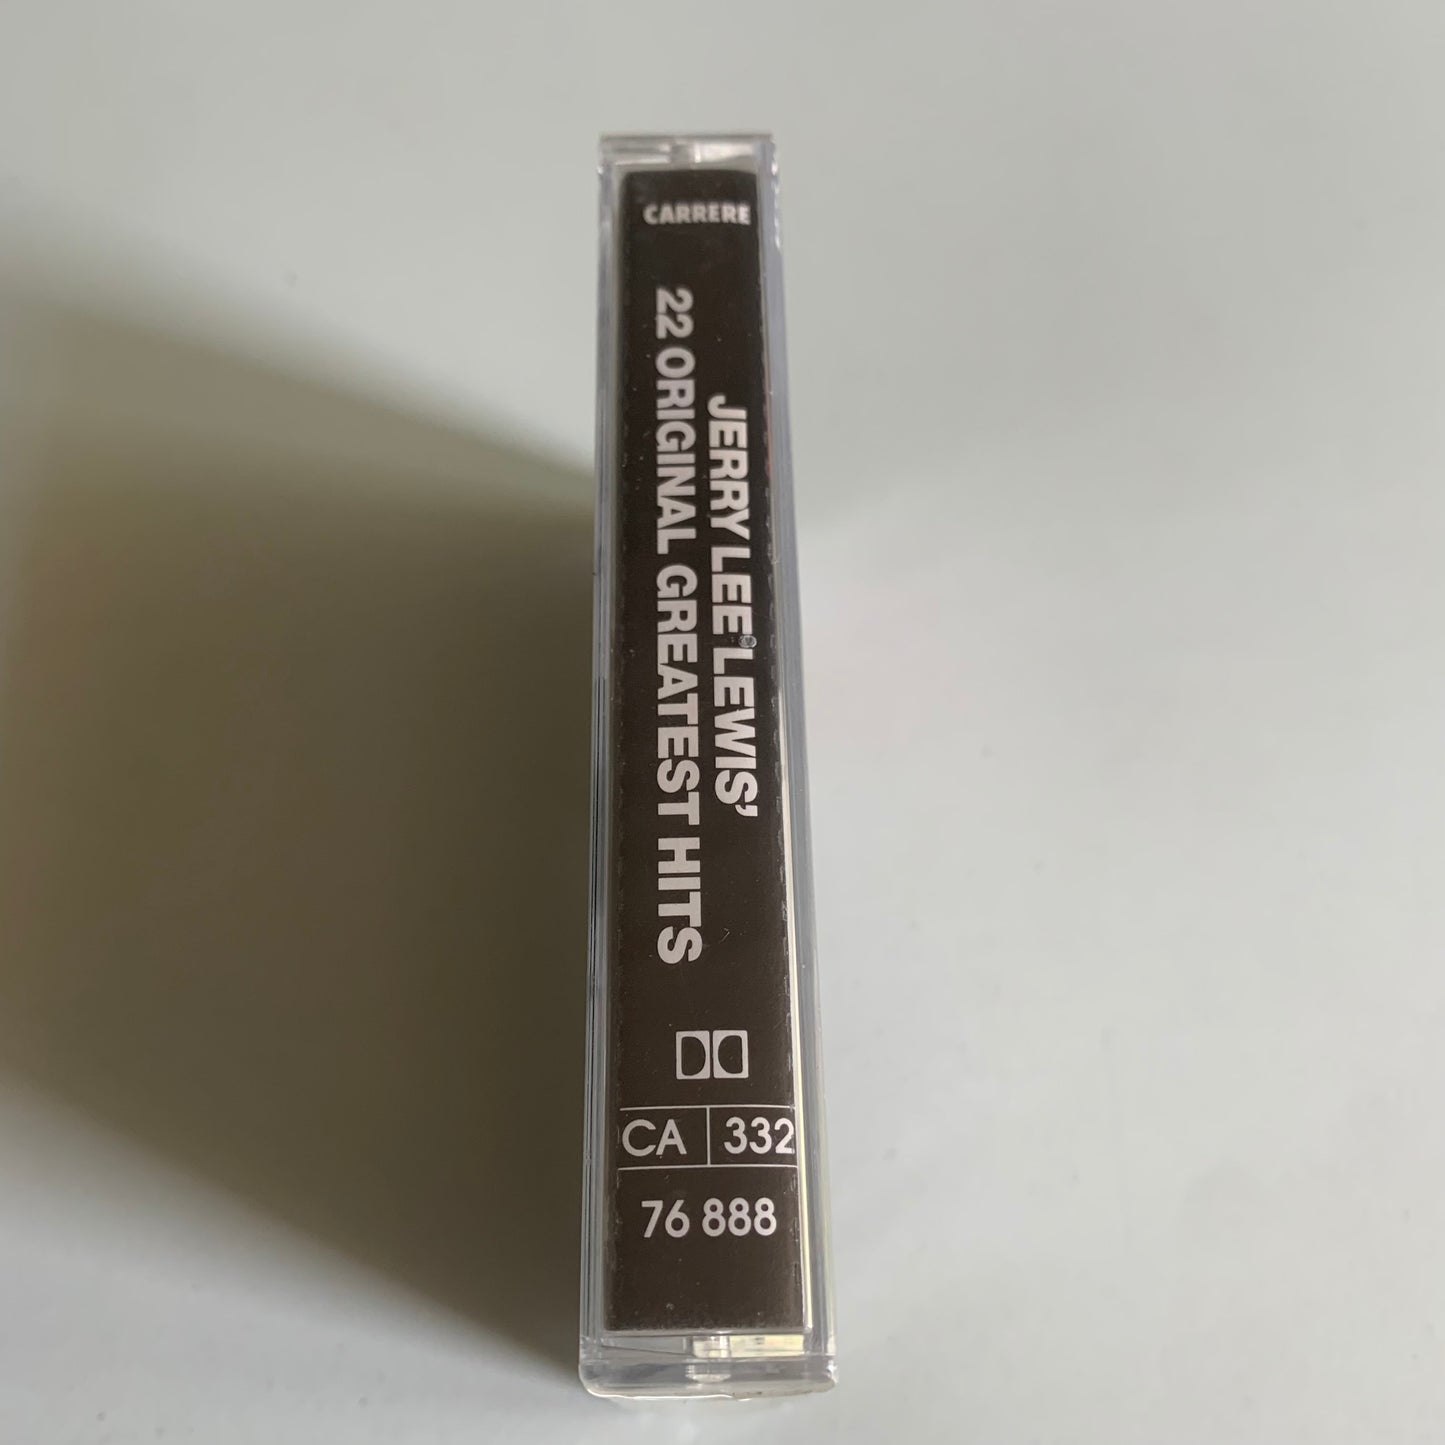 CARRERE
JERRY LEE LEWIS'
22 ORIGINAL GREATEST HITS
CA 332
76 888